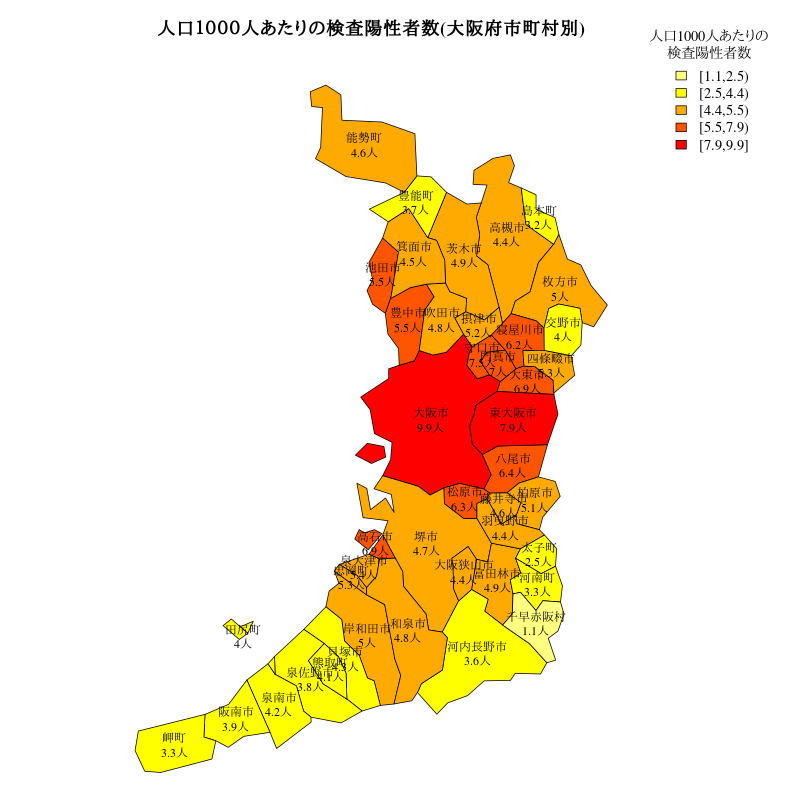 人口1000人あたりの検査陽性者数(大阪府市町村別)
人口1000人あたりの
検査陽性者数
[1.1,2.5)
[2.5,4.4)
[4.4,5.5)
[5.5,7.9)
[7.9,9.9]
能勢町
4.6人
豊能町
3.7人
島本町
3.2人
高槻市
4.4人
箕面市
4.5人
茨木市
4.9人
池田市
5.5人
枚方市
5人
豊中市
5.5人
吹田市
4.8人
摂津市
5.2人
寝屋川市
6.2人
交野市
4人
守口市
門真市
7人
四條畷市
5.3人
大東市
6.9人
大阪市
9.9人
東大阪市
7.9人
八尾市
6.4人
松原市
6.3人
藤井寺市
4.6人
柏原市
5.1人
羽曳野市
4.4人
高石市
6.9人
堺市
4.7人
太子町
2.5人
泉大津市
忠岡町
5.3人
大阪狭山市
4.4人
富田林市
4.9人
河南町
3.3人
千早赤阪村
1.1人
田尻町
4人
岸和田市
5人
和泉市
4.8人
河内長野市
3.6人
貝塚市
4.3人
熊取町
4.1人
泉佐野市
3.8人
泉南市
4.2人
阪南市
3.9人
岬町
3.3人